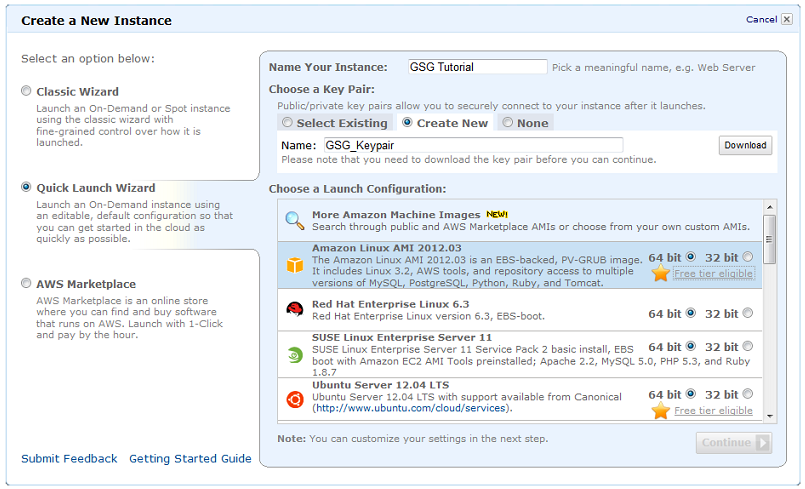 Create a New Instance
Cancel
Select an option below:
Classic Wizard
Launch an On-Demand or Spot instance
using the classic wizard with
fine-grained control over how it is
launched.
Quick Launch Wizard
Launch an On-Demand instance using
an editable, default configuration so that
you can get started in the cloud as
quickly as possible.
AWS Marketplace
AWS Marketplace is an online store
where you can find and buy software
that runs on AWS. Launch with 1-Click
and pay by the hour.
Submit Feedback Getting Started Guide
Name Your Instance: GSG Tutorial Pick a meaningful name, e.g. Web Server
Choose a Key Pair:
Public/private key pairs allow you to securely connect to your instance after it launches.
Select Existing Create New None
Name: GSG_Keypair Download
Please note that you need to download the key pair before you can continue.
Choose a Launch Configuration:
More Amazon Machine Images NEW!
Search through public and AWS Marketplace AMIs or choose from your own custom AMIs.
Amazon Linux AMI 2012.03
The Amazon Linux AMI 2012.03 is an EBS-backed, PV-GRUB image.
It includes Linux 3.2, AWS tools, and repository access to multiple
versions of MySQL, PostgreSQL, Python, Ruby, and Tomcat.
64 bit 32 bit
Free tier eligible
Red Hat Enterprise Linux 6.3
Red Hat Enterprise Linux version 6.3, EBS-boot.
64 bit 32 bit
SUSE Linux Enterprise Server 11
SUSE Linux Enterprise Server 11 Service Pack 2 basic install, EBS
boot with Amazon EC2 AMI Tools preinstalled; Apache 2.2, MySQL 5.0, PHP 5.3, and Ruby
1.8.7
64 bit 32 bit
Ubuntu Server 12.04 LTS
Ubuntu Server 12.04 LTS with support available from Canonical
(http://www.ubuntu.com/cloud/services).
64 bit 32 bit
Free tier eligible
Note: You can customize your settings in the next step.
Continue